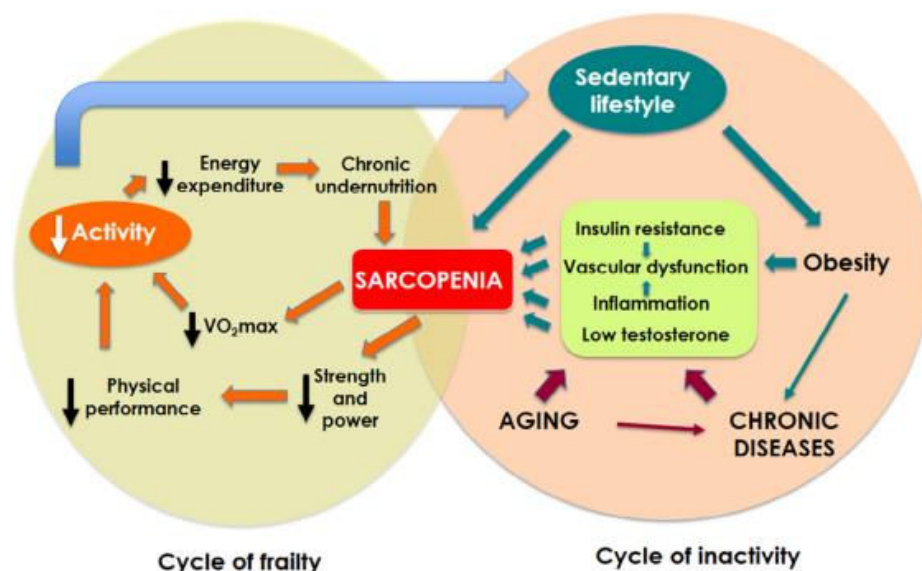 Sedentary
lifestyle
Energy
expenditure
Chronic
undernutrition
Activity
SARCOPENIA
VO₂max
Strength
and
power
Physical
performance
Insulin resistance
Vascular dysfunction
Inflammation
Low testosterone
Obesity
AGING
CHRONIC
DISEASES
Cycle of frailty
Cycle of inactivity